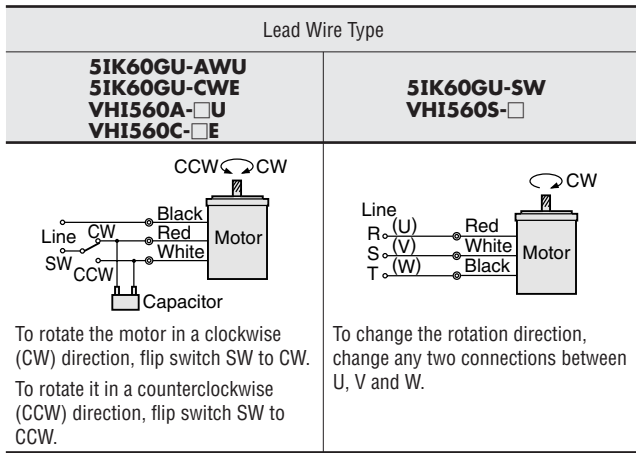 Lead Wire Type
5IK60GU-AWU
5IK60GU-CWE
VHI560A-□U
VHI560C-□E
5IK60GU-SW
VHI560S-□
CCW CW
Black
Line CW Red Motor
White
SW
CCW
Capacitor
To rotate the motor in a clockwise
(CW) direction, flip switch SW to CW.
To rotate it in a counterclockwise
(CCW) direction, flip switch SW to
CCW.
CW
Line
R (U) Red
S (V) White Motor
T (W) Black
To change the rotation direction,
change any two connections between
U, V and W.